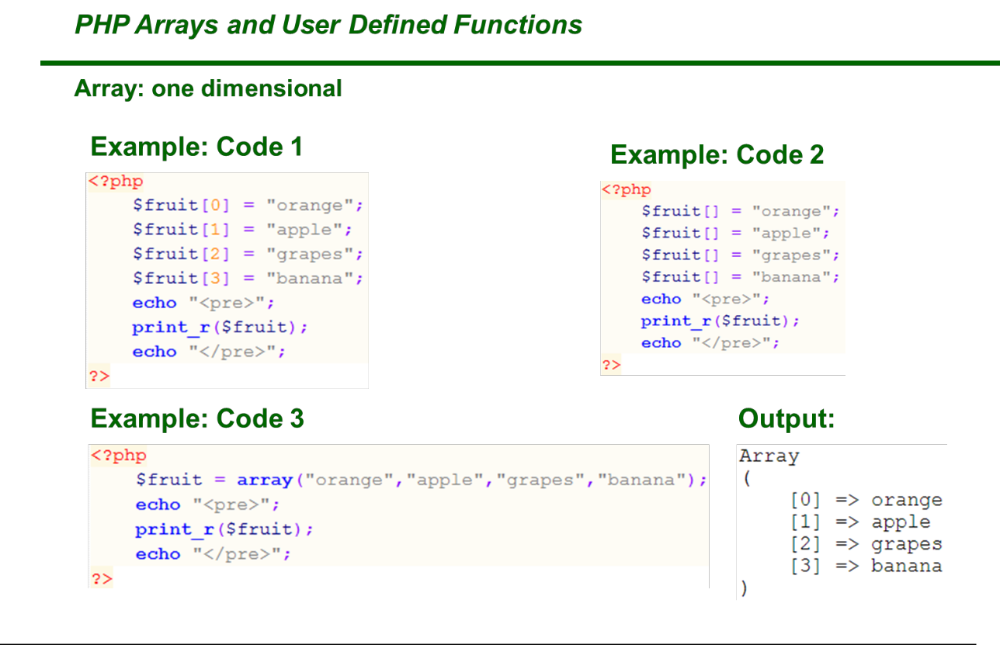 PHP Arrays and User Defined Functions
Array: one dimensional
Example: Code 1
<?php
    $fruit[0] = "orange";
    $fruit[1] = "apple";
    $fruit[2] = "grapes";
    $fruit[3] = "banana";
    echo "<pre>";
    print_r($fruit);
    echo "</pre>";
?>
Example: Code 2
<?php
    $fruit[] = "orange";
    $fruit[] = "apple";
    $fruit[] = "grapes";
    $fruit[] = "banana";
    echo "<pre>";
    print_r($fruit);
    echo "</pre>";
?>
Example: Code 3
<?php
    $fruit = array("orange","apple","grapes","banana");
    echo "<pre>";
    print_r($fruit);
    echo "</pre>";
?>
Output:
Array
(
    [0] => orange
    [1] => apple
    [2] => grapes
    [3] => banana
)